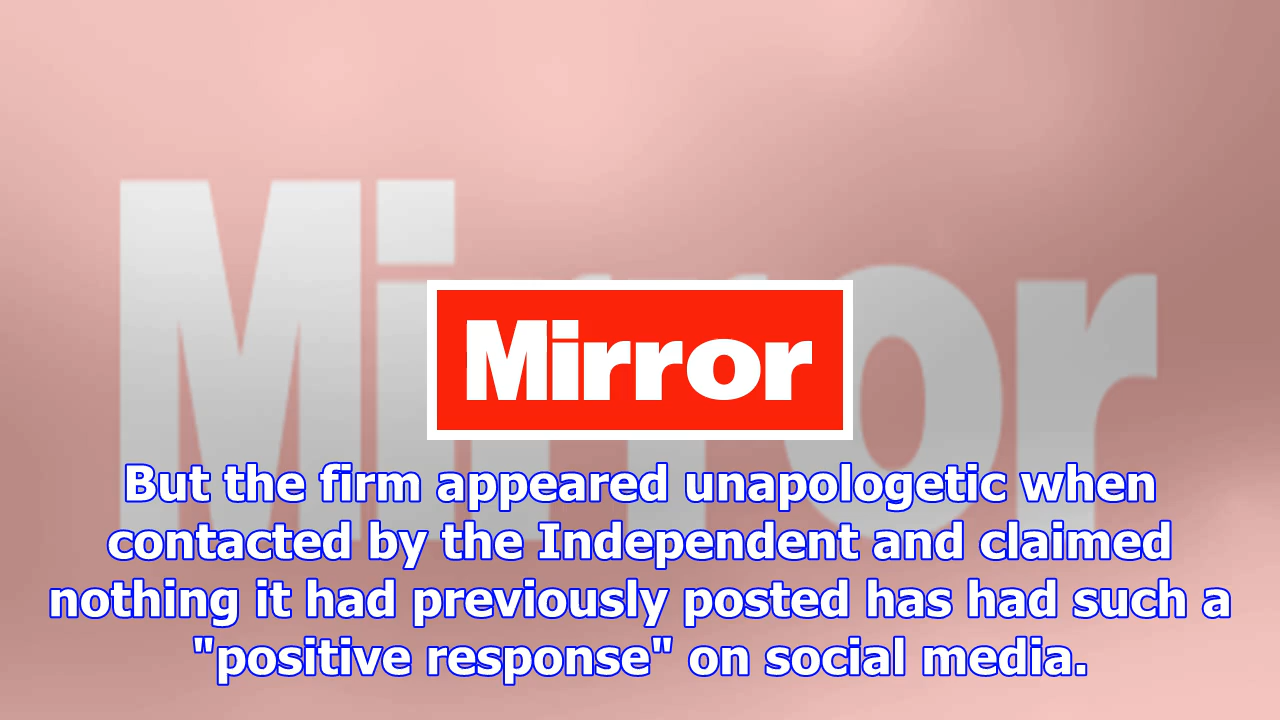 Mirror
Mirror
But the firm appeared unapologetic when
contacted by the Independent and claimed
nothing it had previously posted has had such a
"positive response" on social media.